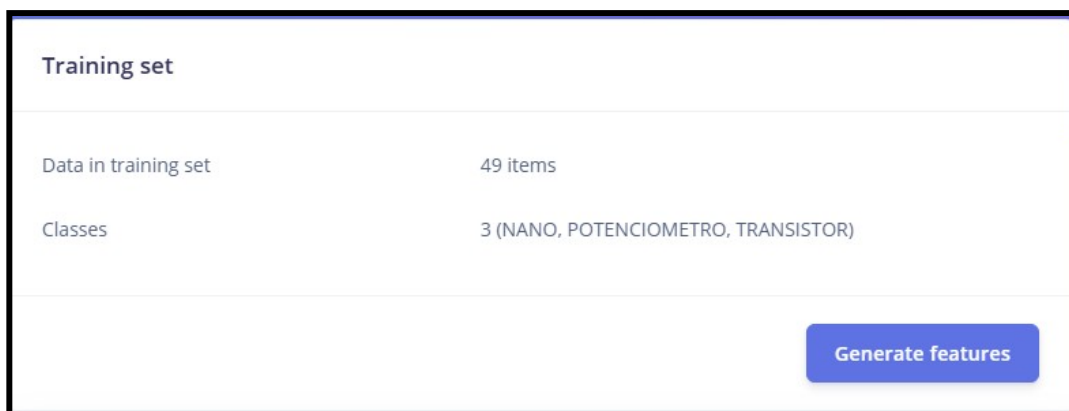 Training set
Data in training set 49 items
Classes 3 (NANO, POTENCIOMETRO, TRANSISTOR)
Generate features